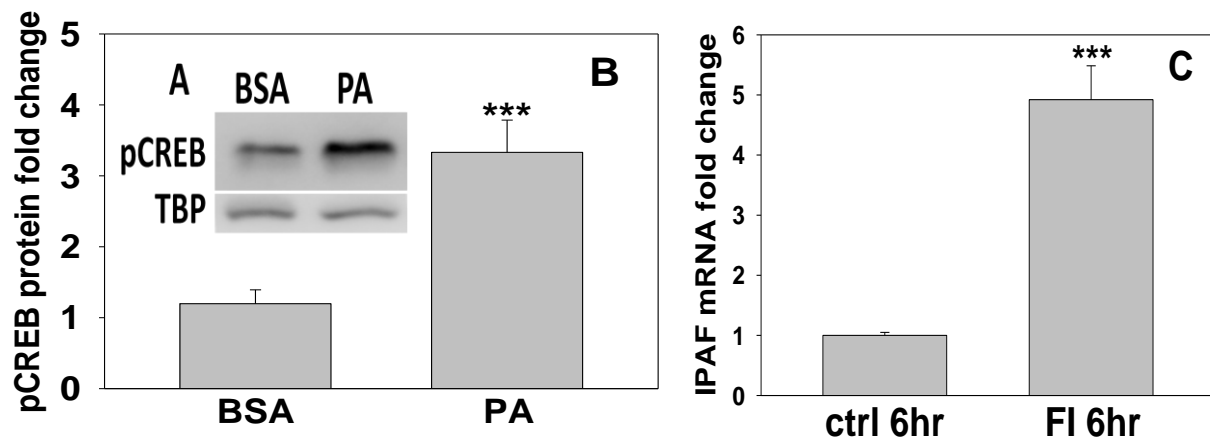 pCREB protein fold change
5
4
3
2
1
0
A
BSA PA
pCREB
TBP
B
***
BSA PA
IPAF mRNA fold change
6
5
4
3
2
1
0
***
C
ctrl 6hr FI 6hr